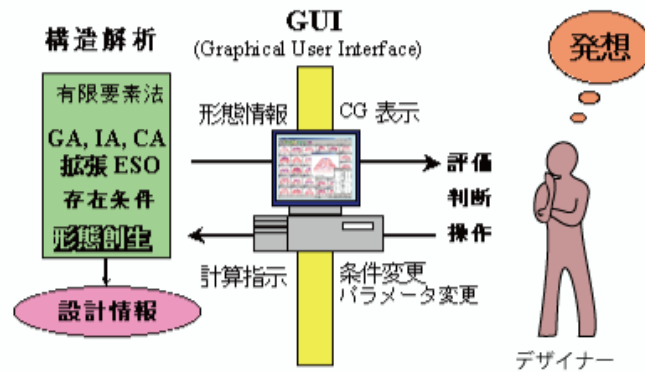 構造解析
有限要素法
GA, IA, CA
拡張 ESO
存在条件
形態創生
設計情報
GUI
(Graphical User Interface)
形態情報
CG 表示
計算指示
条件変更
パラメータ変更
評価
判断
操作
発想
デザイナー